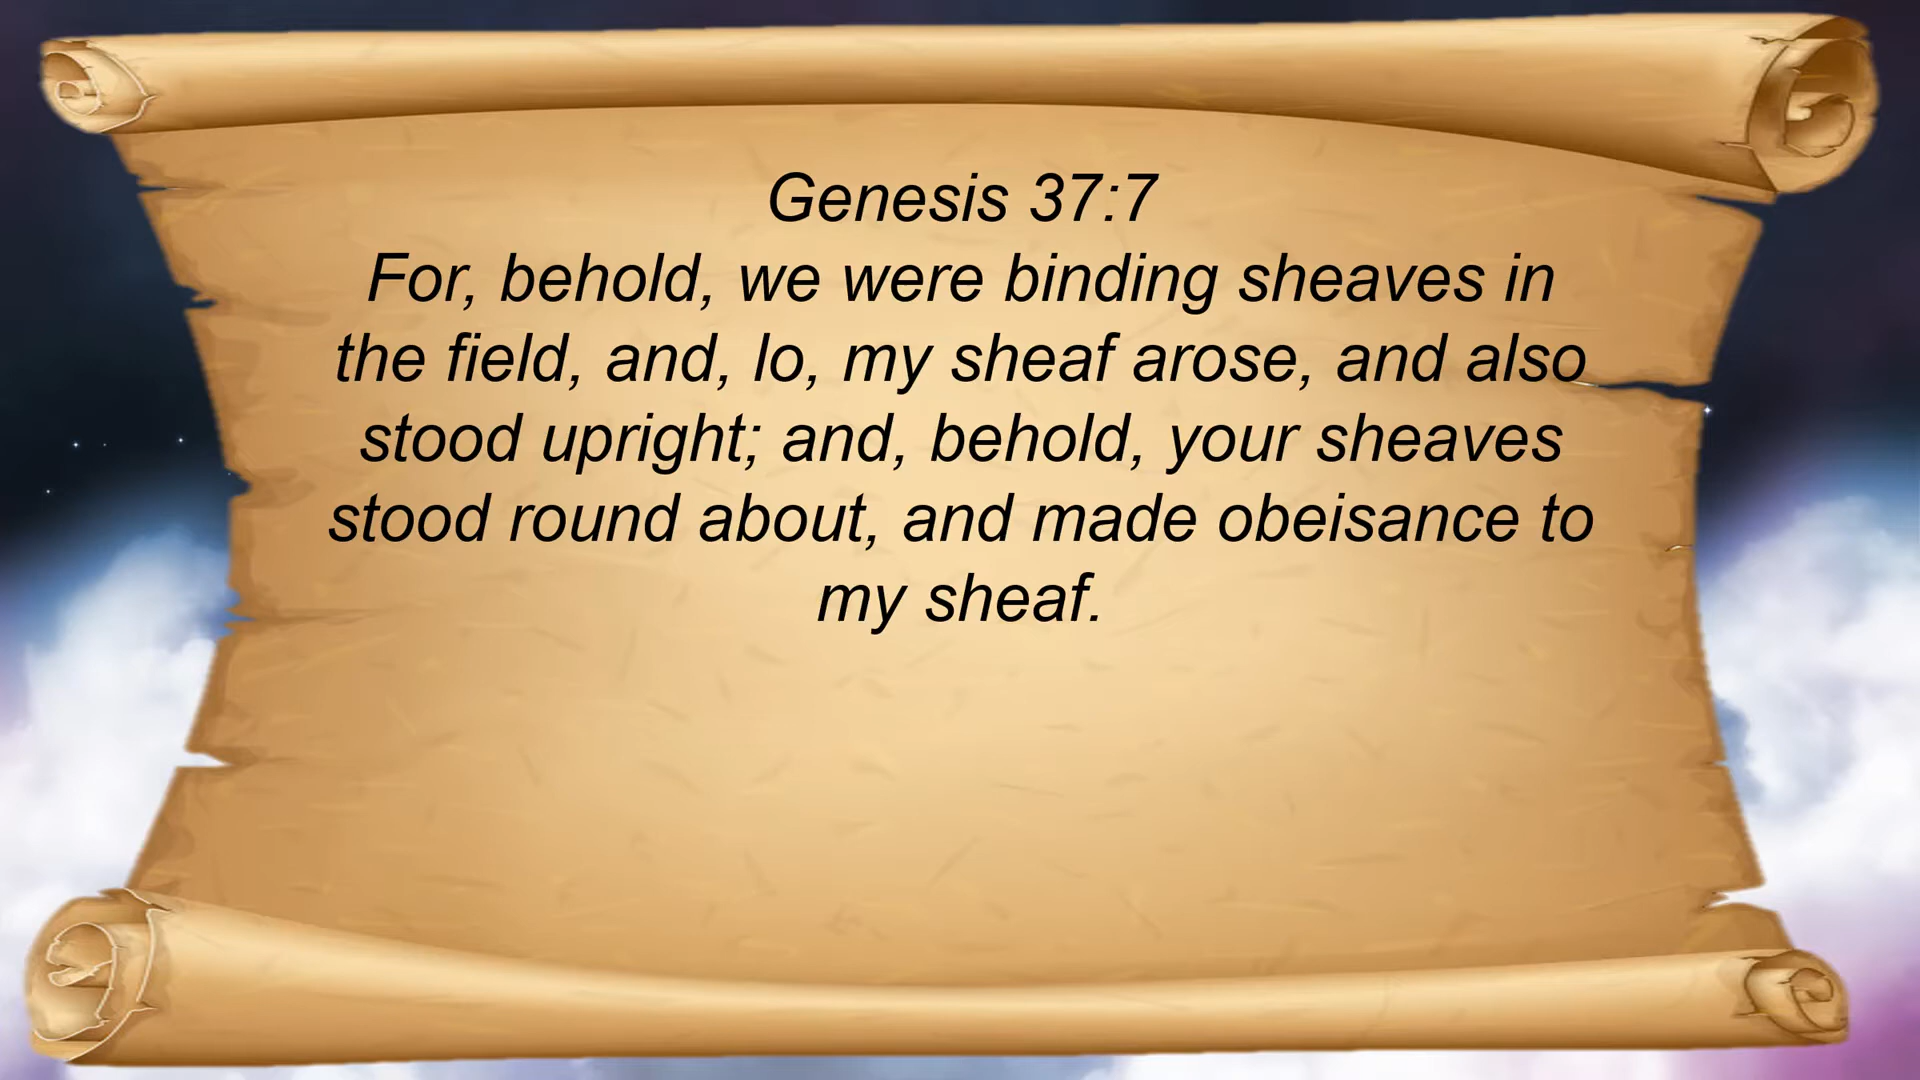 Genesis 37:7
For, behold, we were binding sheaves in
the field, and, lo, my sheaf arose, and also
stood upright; and, behold, your sheaves
stood round about, and made obeisance to
my sheaf.